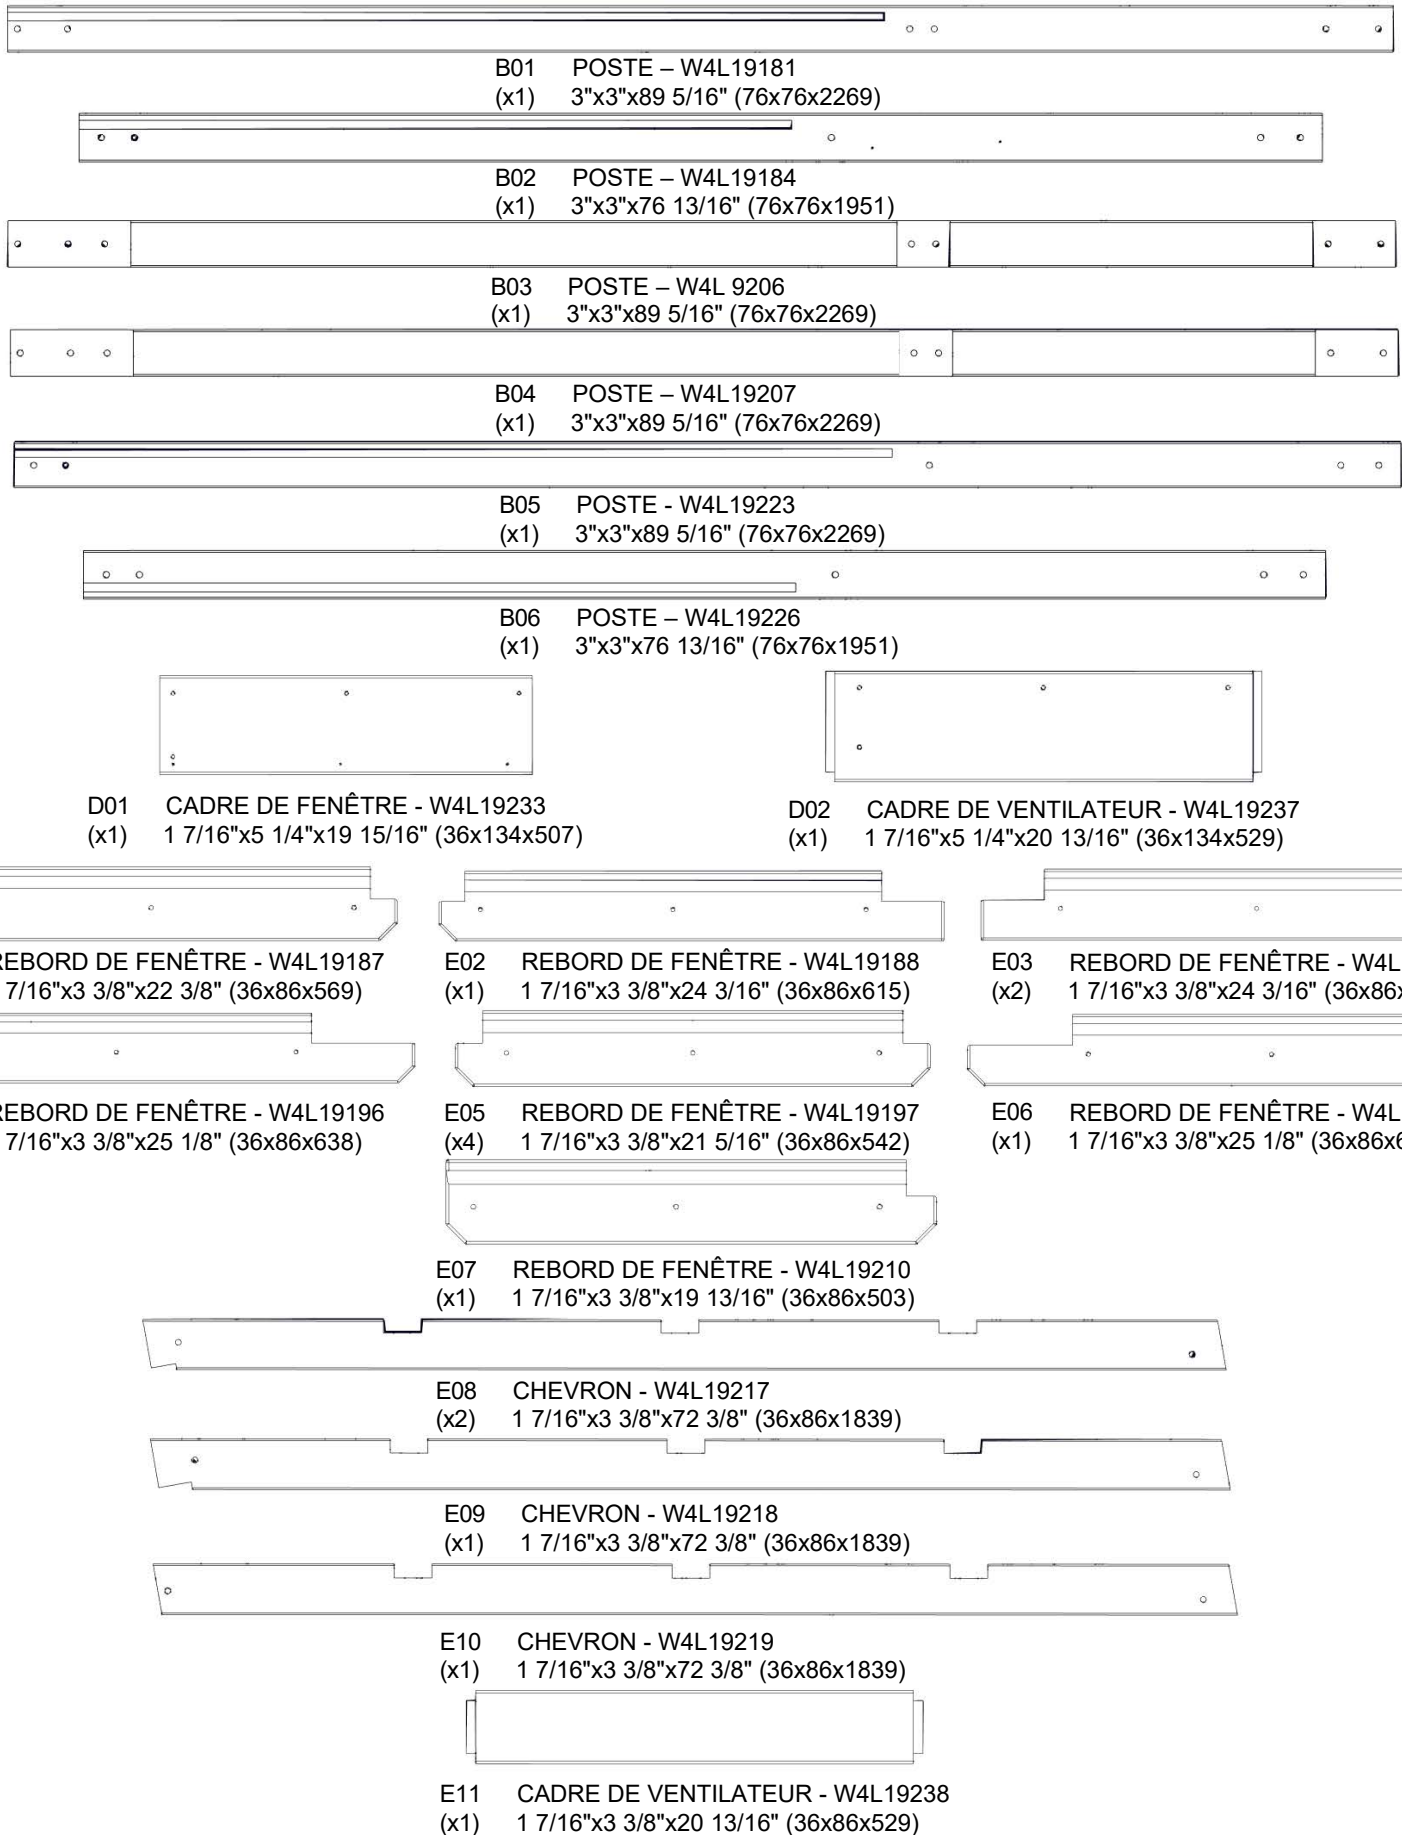 B01 POSTE – W4L19181
(x1) 3"x3"x89 5/16" (76x76x2269)
B02 POSTE – W4L19184
(x1) 3"x3"x76 13/16" (76x76x1951)
B03 POSTE – W4L 9206
(x1) 3"x3"x89 5/16" (76x76x2269)
B04 POSTE – W4L19207
(x1) 3"x3"x89 5/16" (76x76x2269)
B05 POSTE - W4L19223
(x1) 3"x3"x89 5/16" (76x76x2269)
B06 POSTE – W4L19226
(x1) 3"x3"x76 13/16" (76x76x1951)
D01 CADRE DE FENÊTRE - W4L19233
(x1) 1 7/16"x5 1/4"x19 15/16" (36x134x507)
D02 CADRE DE VENTILATEUR - W4L19237
(x1) 1 7/16"x5 1/4"x20 13/16" (36x134x529)
REBORD DE FENÊTRE - W4L19187
7/16"x3 3/8"x22 3/8" (36x86x569)
E02 REBORD DE FENÊTRE - W4L19188
(x1) 1 7/16"x3 3/8"x24 3/16" (36x86x615)
E03 REBORD DE FENÊTRE - W4L
(x2) 1 7/16"x3 3/8"x24 3/16" (36x86x
REBORD DE FENÊTRE - W4L19196
7/16"x3 3/8"x25 1/8" (36x86x638)
E05 REBORD DE FENÊTRE - W4L19197
(x4) 1 7/16"x3 3/8"x21 5/16" (36x86x542)
E06 REBORD DE FENÊTRE - W4L
(x1) 1 7/16"x3 3/8"x25 1/8" (36x86x6
E07 REBORD DE FENÊTRE - W4L19210
(x1) 1 7/16"x3 3/8"x19 13/16" (36x86x503)
E08 CHEVRON - W4L19217
(x2) 1 7/16"x3 3/8"x72 3/8" (36x86x1839)
E09 CHEVRON - W4L19218
(x1) 1 7/16"x3 3/8"x72 3/8" (36x86x1839)
E10 CHEVRON - W4L19219
(x1) 1 7/16"x3 3/8"x72 3/8" (36x86x1839)
E11 CADRE DE VENTILATEUR - W4L19238
(x1) 1 7/16"x3 3/8"x20 13/16" (36x86x529)